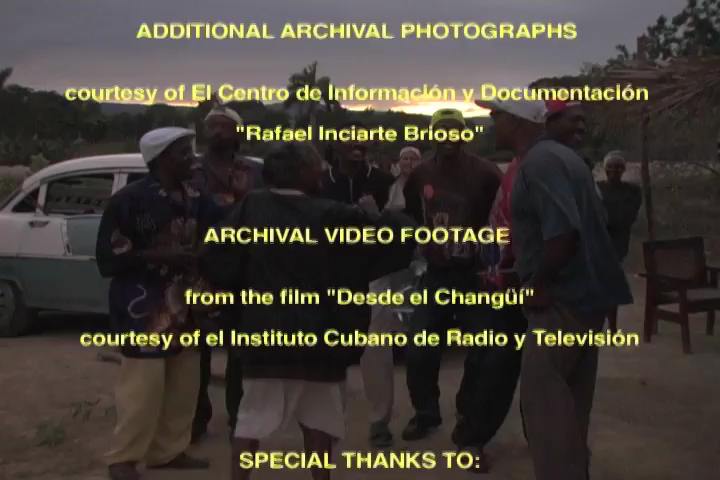 ADDITIONAL ARCHIVAL PHOTOGRAPHS
courtesy of El Centro de Información y Documentación
"Rafael Inciarte Brioso"
ARCHIVAL VIDEO FOOTAGE
from the film "Desde el Changüí"
courtesy of el Instituto Cubano de Radio y Televisión
SPECIAL THANKS TO: